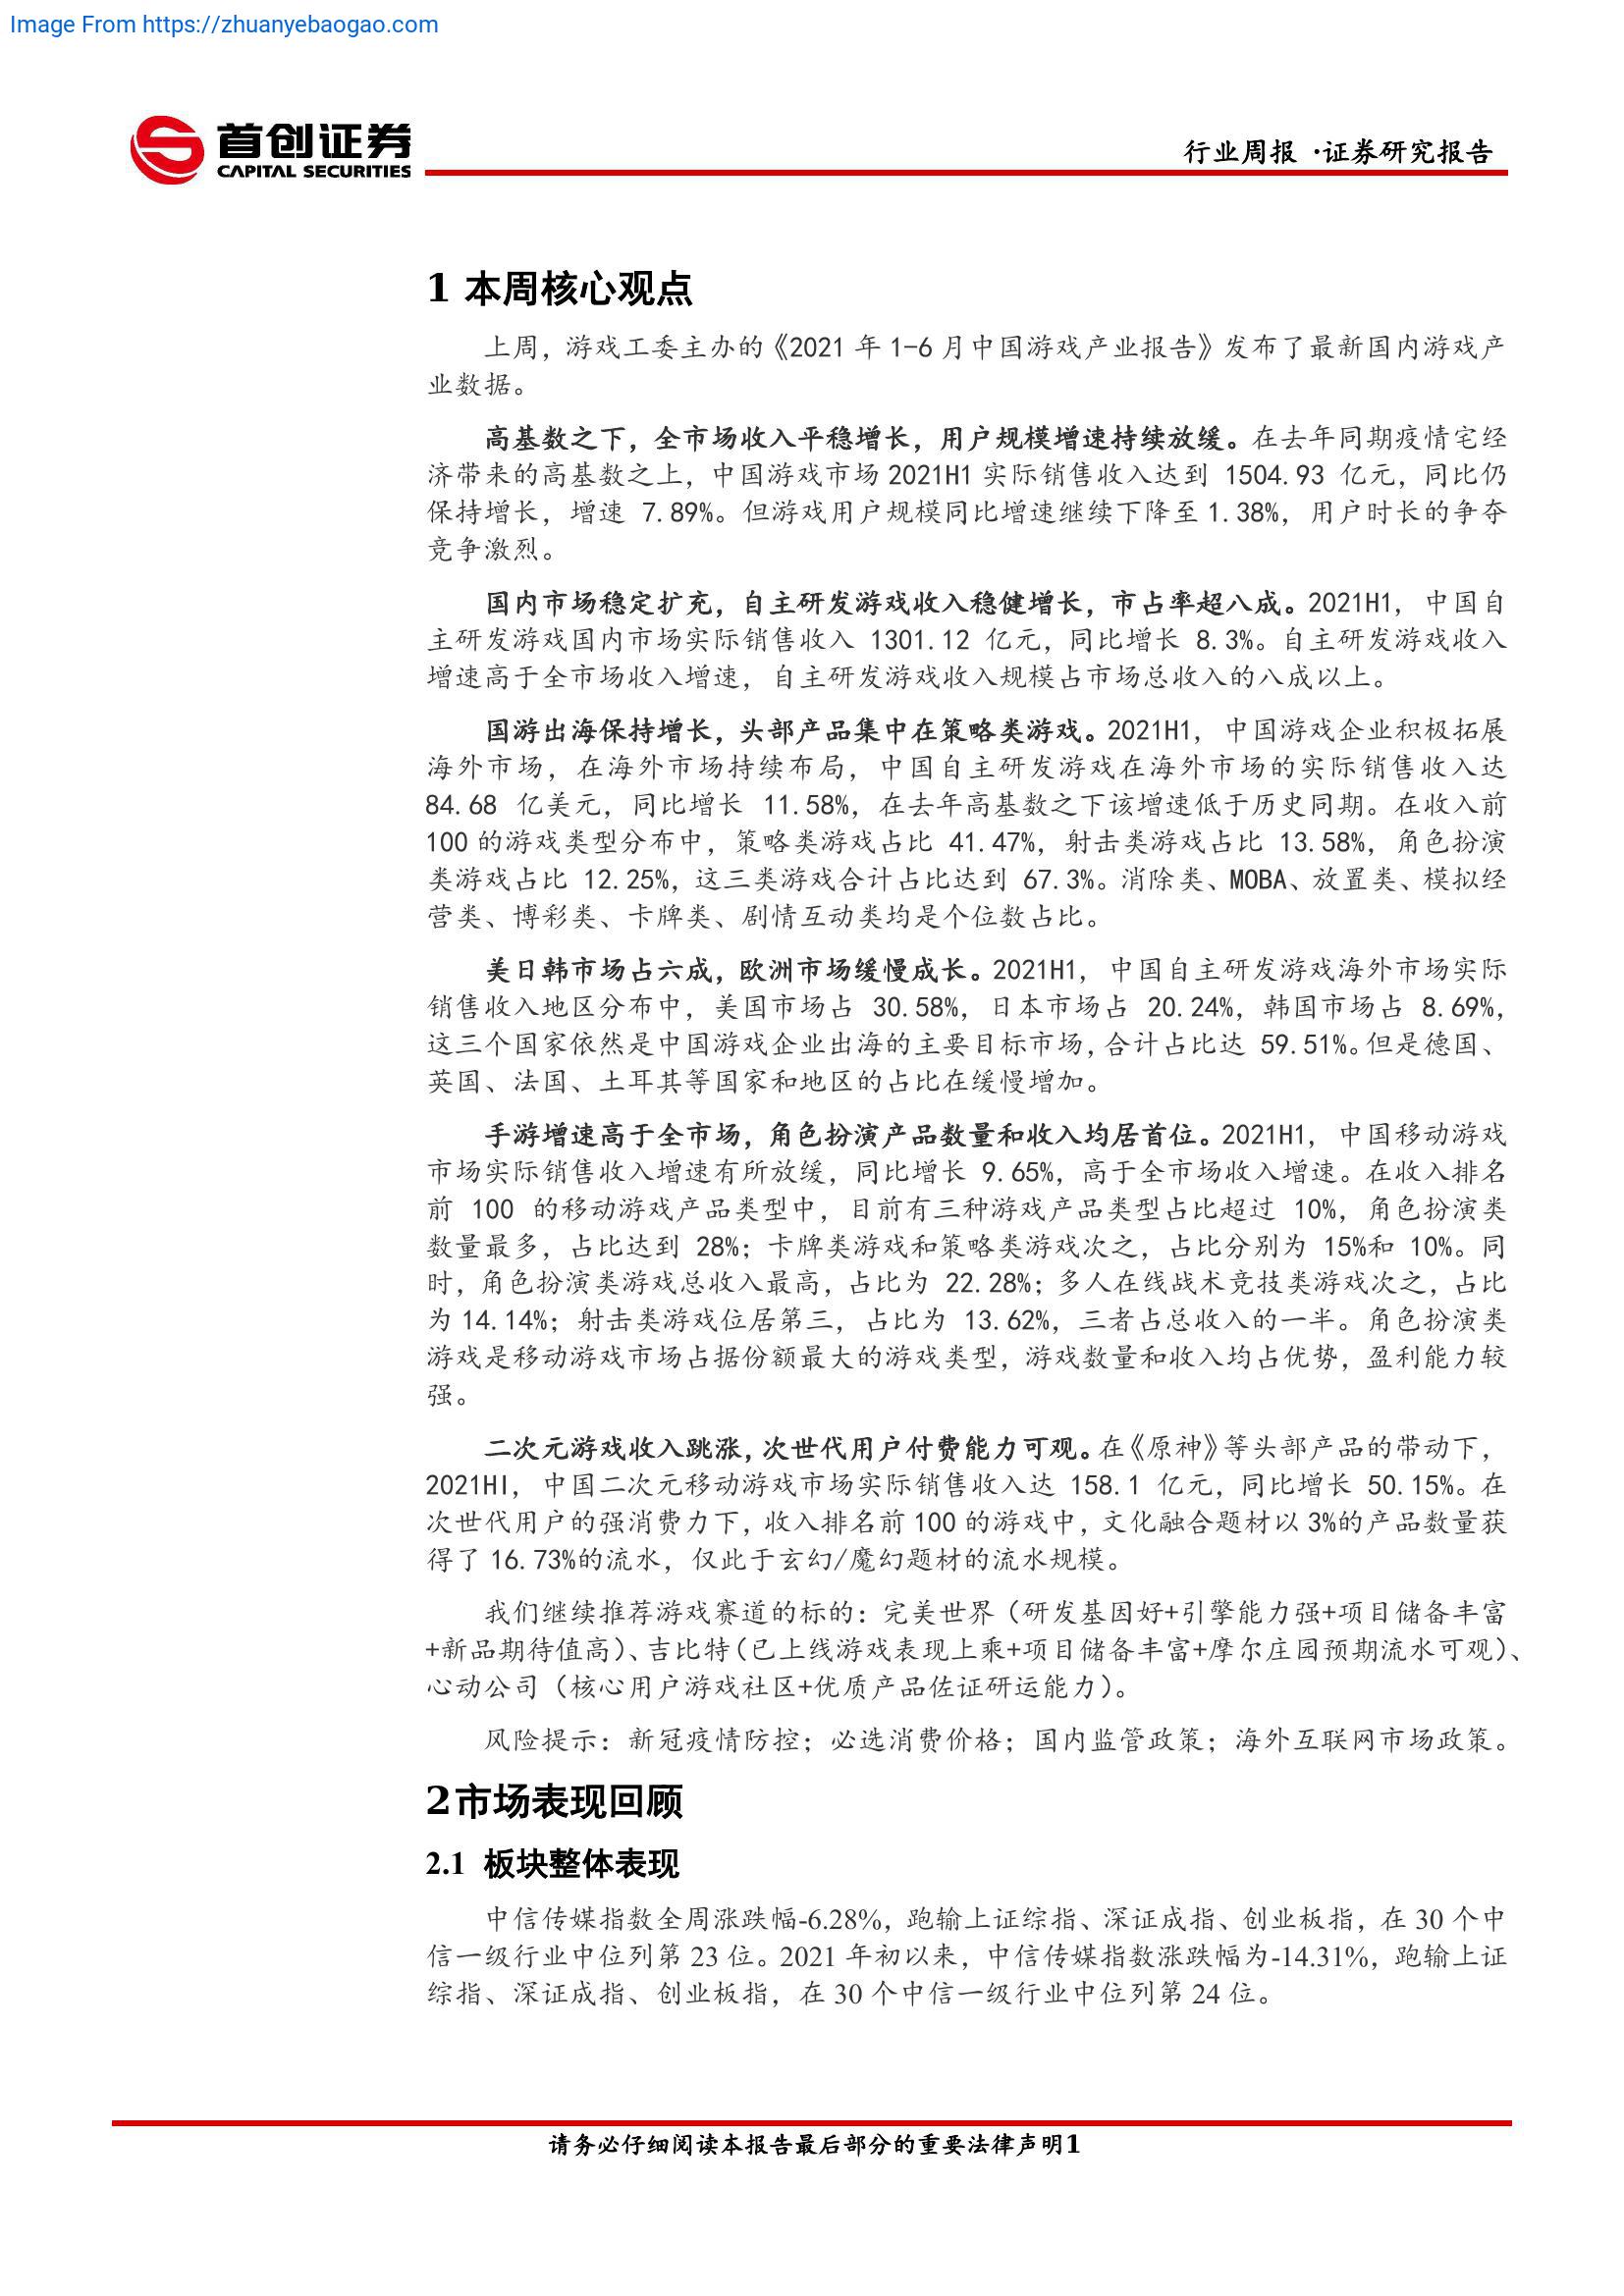 Image From https://zhuanyebaogao.com
首创证券
CAPITAL SECURITIES
行业周报 ·证券研究报告
1 本周核心观点
上周，游戏工委主办的《2021 年 1-6 月中国游戏产业报告》发布了最新国内游戏产
业数据。
高基数之下，全市场收入平稳增长，用户规模增速持续放缓。在去年同期疫情宅经
济带来的高基数之上，中国游戏市场 2021H1 实际销售收入达到 1504.93 亿元，同比仍
保持增长，增速 7.89%。但游戏用户规模同比增速继续下降至 1.38%，用户时长的争夺
竞争激烈。
国内市场稳定扩充，自主研发游戏收入稳健增长，市占率超八成。2021H1，中国自
主研发游戏国内市场实际销售收入 1301.12 亿元，同比增长 8.3%。自主研发游戏收入
增速高于全市场收入增速，自主研发游戏收入规模占市场总收入的八成以上。
国游出海保持增长，头部产品集中在策略类游戏。2021H1，中国游戏企业积极拓展
海外市场，在海外市场持续布局，中国自主研发游戏在海外市场的实际销售收入达
84.68 亿美元，同比增长 11.58%，在去年高基数之下该增速低于历史同期。在收入前
100 的游戏类型分布中，策略类游戏占比 41.47%，射击类游戏占比 13.58%，角色扮演
类游戏占比 12.25%，这三类游戏合计占比达到 67.3%。消除类、MOBA、放置类、模拟经
营类、博彩类、卡牌类、剧情互动类均是个位数占比。
美日韩市场占六成，欧洲市场缓慢成长。2021H1，中国自主研发游戏海外市场实际
销售收入地区分布中，美国市场占 30.58%，日本市场占 20.24%，韩国市场占 8.69%，
这三个国家依然是中国游戏企业出海的主要目标市场，合计占比达 59.51%。但是德国、
英国、法国、土耳其等国家和地区的占比在缓慢增加。
手游增速高于全市场，角色扮演产品数量和收入均居首位。2021H1，中国移动游戏
市场实际销售收入增速有所放缓，同比增长 9.65%，高于全市场收入增速。在收入排名
前 100 的移动游戏产品类型中，目前有三种游戏产品类型占比超过 10%，角色扮演类
数量最多，占比达到 28%；卡牌类游戏和策略类游戏次之，占比分别为 15%和 10%。同
时，角色扮演类游戏总收入最高，占比为 22.28%；多人在线战术竞技类游戏次之，占比
为 14.14%；射击类游戏位居第三，占比为 13.62%，三者占总收入的一半。角色扮演类
游戏是移动游戏市场占据份额最大的游戏类型，游戏数量和收入均占优势，盈利能力较
强。
二次元游戏收入跳涨，次世代用户付费能力可观。在《原神》等头部产品的带动下，
2021HI，中国二次元移动游戏市场实际销售收入达 158.1 亿元，同比增长 50.15%。在
次世代用户的强消费力下，收入排名前 100 的游戏中，文化融合题材以 3%的产品数量获
得了 16.73%的流水，仅此于玄幻/魔幻题材的流水规模。
我们继续推荐游戏赛道的标的：完美世界（研发基因好+引擎能力强+项目储备丰富
+新品期待值高）、吉比特（已上线游戏表现上乘+项目储备丰富+摩尔庄园预期流水可观）、
心动公司（核心用户游戏社区+优质产品佐证研运能力）。
风险提示：新冠疫情防控；必选消费价格；国内监管政策；海外互联网市场政策。
2 市场表现回顾
2.1 板块整体表现
中信传媒指数全周涨跌幅-6.28%，跑输上证综指、深证成指、创业板指，在 30 个中
信一级行业中位列第 23 位。2021 年初以来，中信传媒指数涨跌幅为-14.31%，跑输上证
综指、深证成指、创业板指，在 30 个中信一级行业中位列第 24 位。
请务必仔细阅读本报告最后部分的重要法律声明1